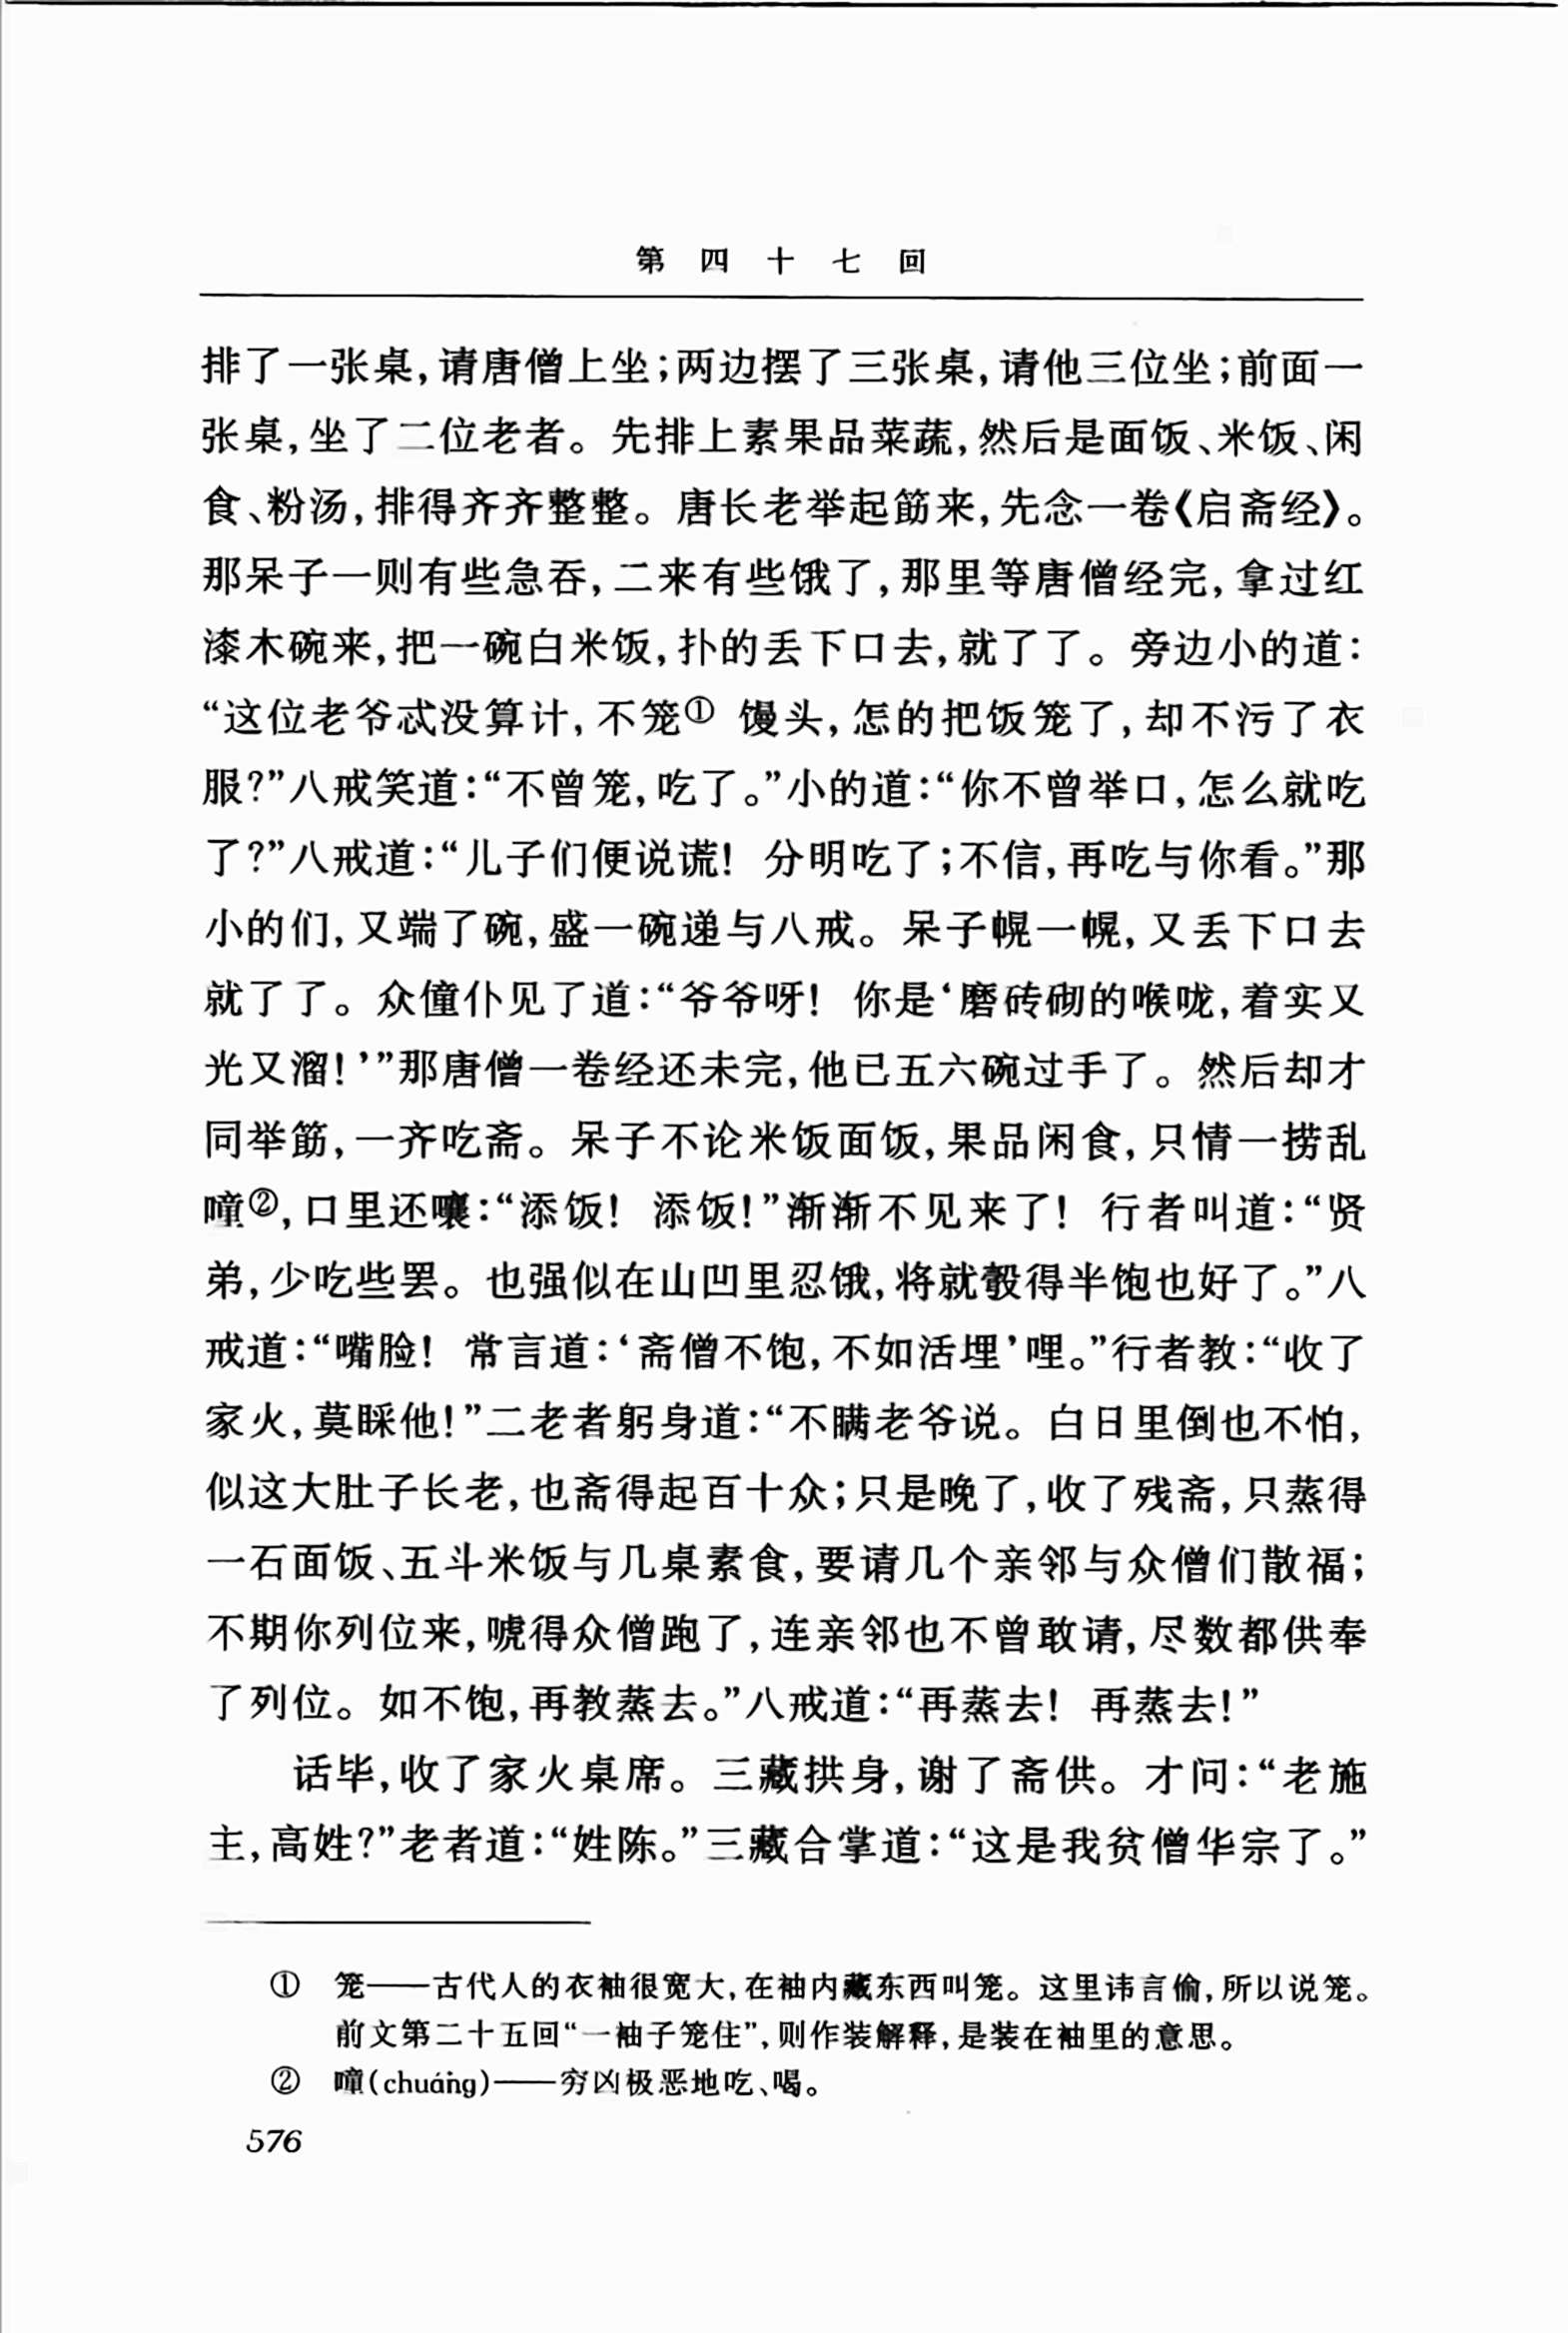 第四十七回
排了一张桌，请唐僧上坐；两边摆了三张桌，请他三位坐；前面一
张桌，坐了二位老者。先排上素果品菜蔬，然后是面饭、米饭、闲
食、粉汤，排得齐齐整整。唐长老举起筯来，先念一卷《启斋经》。
那呆子一则有些急吞，二来有些饿了，那里等唐僧经完，拿过红
漆木碗来，把一碗白米饭，扑的丢下口去，就了了。旁边小的道：
“这位老爷忒没算计，不笼① 馒头，怎的把饭笼了，却不污了衣
服？”八戒笑道：“不曾笼，吃了。”小的道：“你不曾举口，怎么就吃
了？”八戒道：“儿子们便说谎！分明吃了；不信，再吃与你看。”那
小的们，又端了碗，盛一碗递与八戒。呆子幌一幌，又丢下口去
就了了。众僮仆见了道：“爷爷呀！你是‘磨砖砌的喉咙，着实又
光又溜！’”那唐僧一卷经还未完，他已五六碗过手了。然后却才
同举筯，一齐吃斋。呆子不论米饭面饭，果品闲食，只情一捞乱
噇②，口里还嚷：“添饭！添饭！”渐渐不见来了！行者叫道：“贤
弟，少吃些罢。也强似在山凹里忍饿，将就彀得半饱也好了。”八
戒道：“嘴脸！常言道：‘斋僧不饱，不如活埋’哩。”行者教：“收了
家火，莫睬他！”二老者躬身道：“不瞒老爷说。白日里倒也不怕，
似这大肚子长老，也斋得起百十众；只是晚了，收了残斋，只蒸得
一石面饭、五斗米饭与几桌素食，要请几个亲邻与众僧们散福；
不期你列位来，唬得众僧跑了，连亲邻也不曾敢请，尽数都供奉
了列位。如不饱，再教蒸去。”八戒道：“再蒸去！再蒸去！”
话毕，收了家火桌席。三藏拱身，谢了斋供。才问：“老施
主，高姓？”老者道：“姓陈。”三藏合掌道：“这是我贫僧华宗了。”
① 笼——古代人的衣袖很宽大，在袖内藏东西叫笼。这里讳言偷，所以说笼。
前文第二十五回“一袖子笼住”，则作装解释，是装在袖里的意思。
② 噇(chuáng)——穷凶极恶地吃、喝。
576